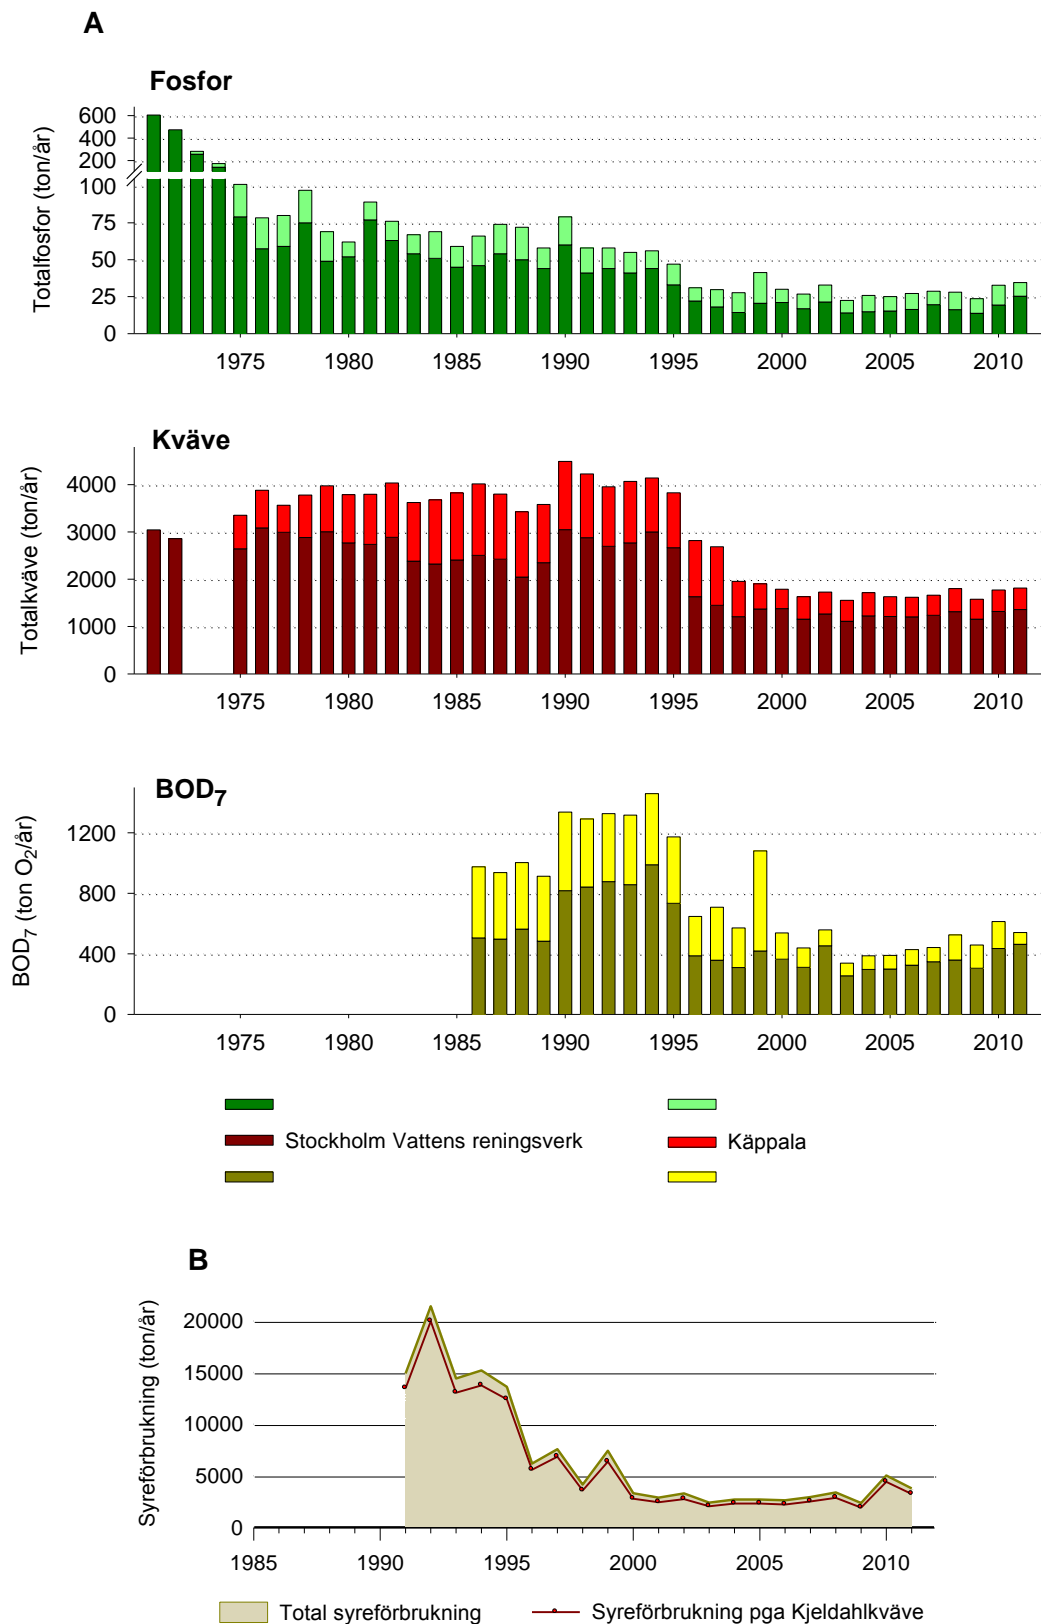 A
Fosfor
Totalfosfor (ton/år)
600
400
200
100
75
50
25
0
1975 1980 1985 1990 1995 2000 2005 2010
Kväve
Totalkväve (ton/år)
4000
3000
2000
1000
0
1975 1980 1985 1990 1995 2000 2005 2010
BOD7
BOD7 (ton O2/år)
1200
800
400
0
1975 1980 1985 1990 1995 2000 2005 2010
Stockholm Vattens reningsverk Käppala
B
Syreförbrukning (ton/år)
20000
15000
10000
5000
0
1985 1990 1995 2000 2005 2010
Total syreförbrukning Syreförbrukning pga Kjeldahlkväve